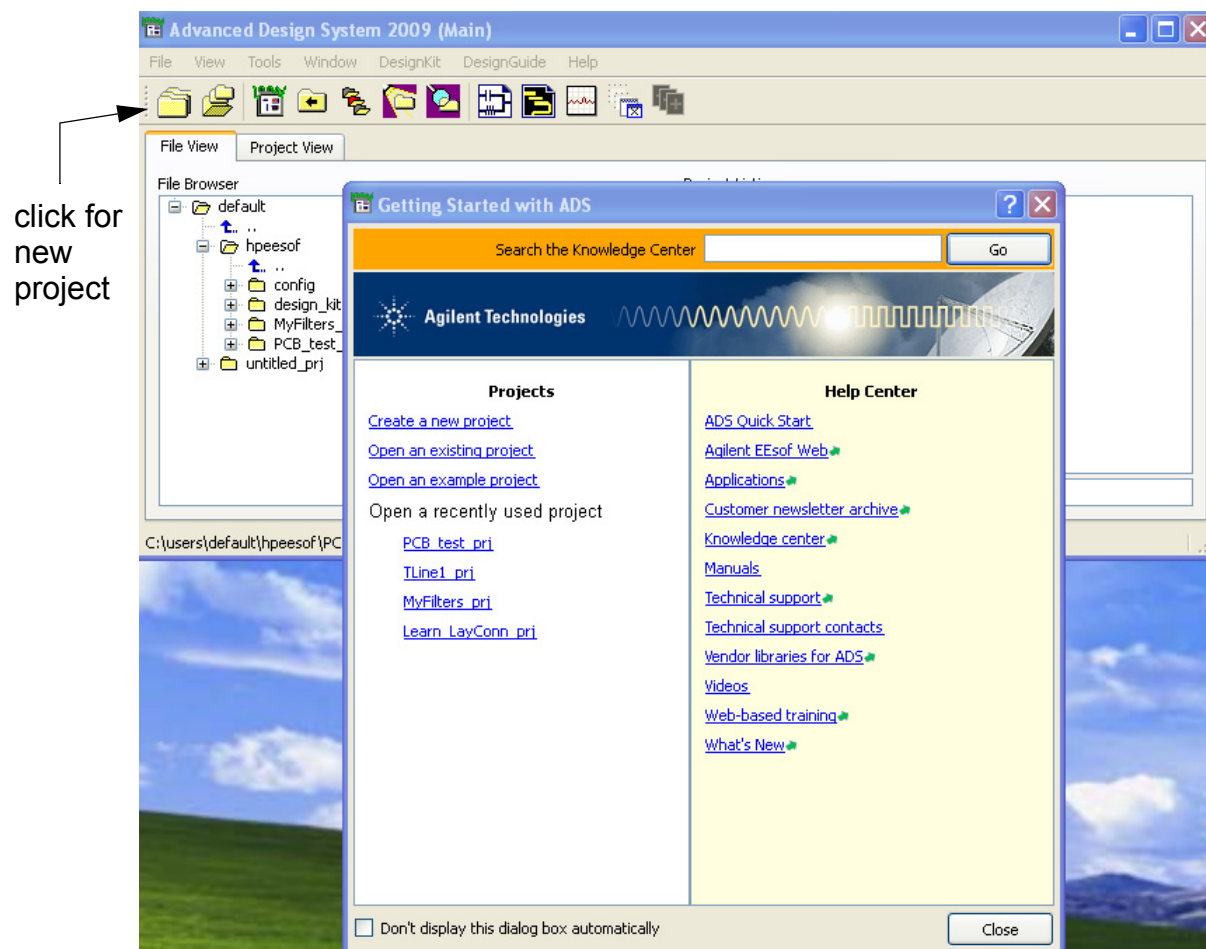 Advanced Design System 2009 (Main)
File View Tools Window DesignKit DesignGuide Help
File View Project View
File Browser
default
..
hpeesof
..
config
design_kit
MyFilters_
PCB_test_
untitled_prj
C:\users\default\hpeesof\PC
click for
new
project
Getting Started with ADS
Search the Knowledge Center
Go
Agilent Technologies
Projects
Create a new project
Open an existing project
Open an example project
Open a recently used project
PCB_test_prj
TLine1_prj
MyFilters_prj
Learn_LayConn_prj
Help Center
ADS Quick Start
Agilent EEsof Web
Applications
Customer newsletter archive
Knowledge center
Manuals
Technical support
Technical support contacts
Vendor libraries for ADS
Videos
Web-based training
What's New
Don't display this dialog box automatically
Close